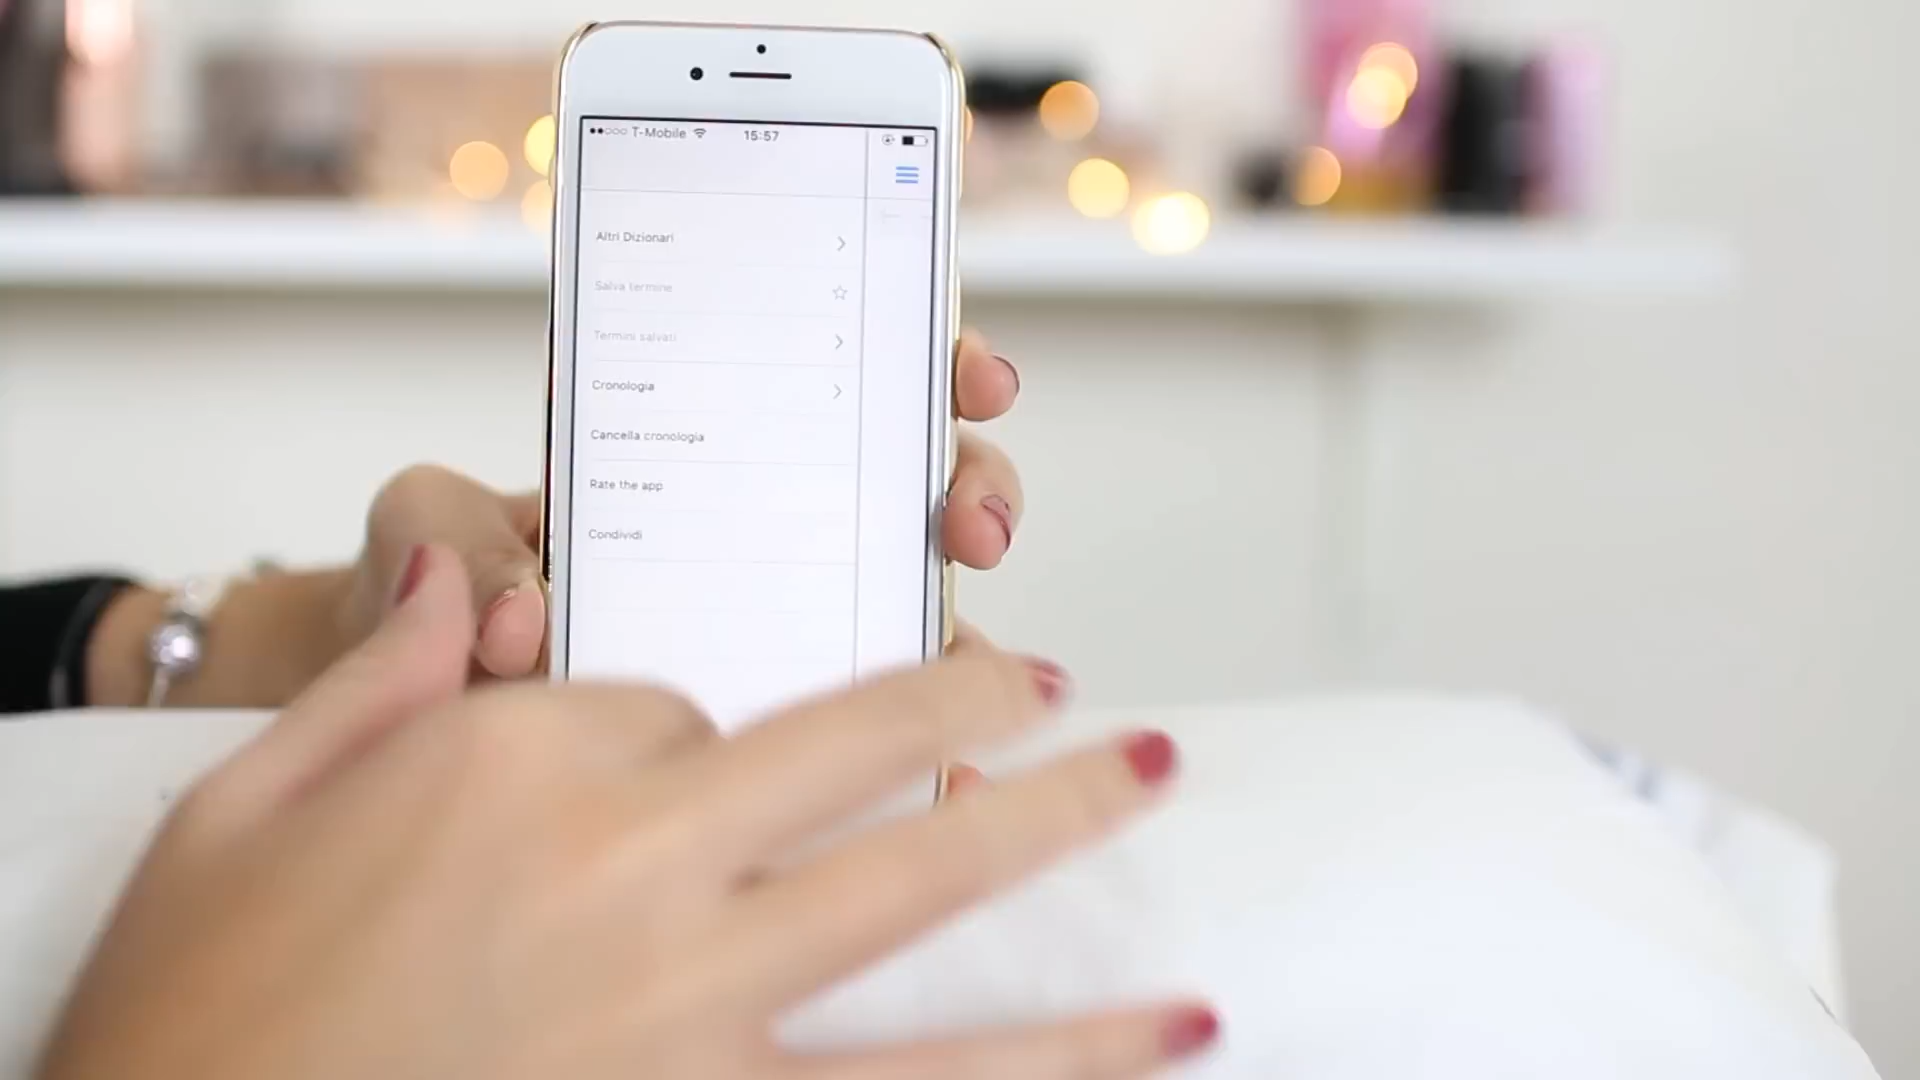 T-Mobile 15:57
Altri Dizionari
Salva termine
Termini salvati
Cronologia
Cancella cronologia
Rate the app
Condividi